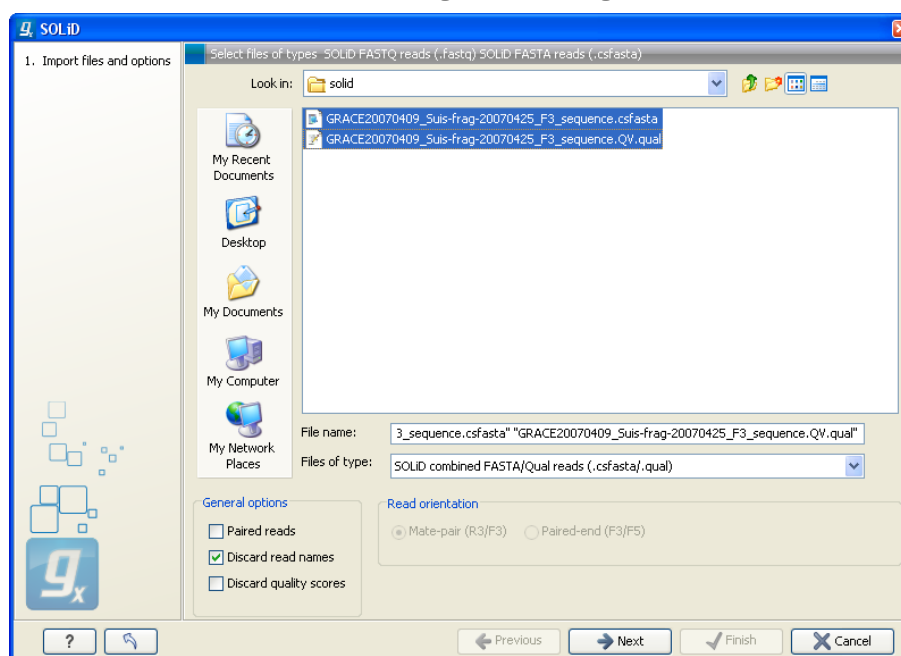 SOLiD
1. Import files and options
Select files of types SOLiD FASTQ reads (.fastq) SOLiD FASTA reads (.csfasta)
Look in: solid
GRACE20070409_Suis-frag-20070425_F3_sequence.csfasta
GRACE20070409_Suis-frag-20070425_F3_sequence.QV.qual
My Recent
Documents
Desktop
My Documents
My Computer
My Network
Places
File name: 3_sequence.csfasta" "GRACE20070409_Suis-frag-20070425_F3_sequence.QV.qual"
Files of type: SOLiD combined FASTA/Qual reads (.csfasta/.qual)
General options
Paired reads
Discard read names
Discard quality scores
Read orientation
Mate-pair (R3/F3) Paired-end (F3/F5)
gx
? Previous Next Finish Cancel